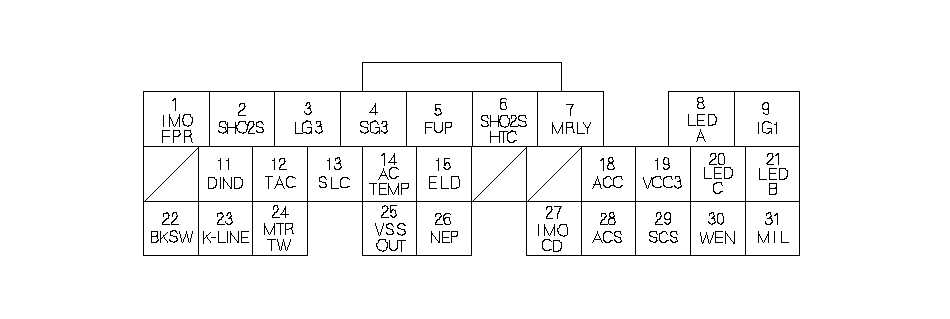 1 IMO FPR
2 SHO2S
3 LG3
4 SG3
5 FUP
6 SHO2S HTC
7 MRLY
8 LED A
9 IG1
11 DIND
12 TAC
13 SLC
14 AC TEMP
15 ELD
18 ACC
19 VCC3
20 LED C
21 LED B
22 BKSW
23 K-LINE
24 MTR TW
25 VSS OUT
26 NEP
27 IMO CD
28 ACS
29 SCS
30 WEN
31 MIL